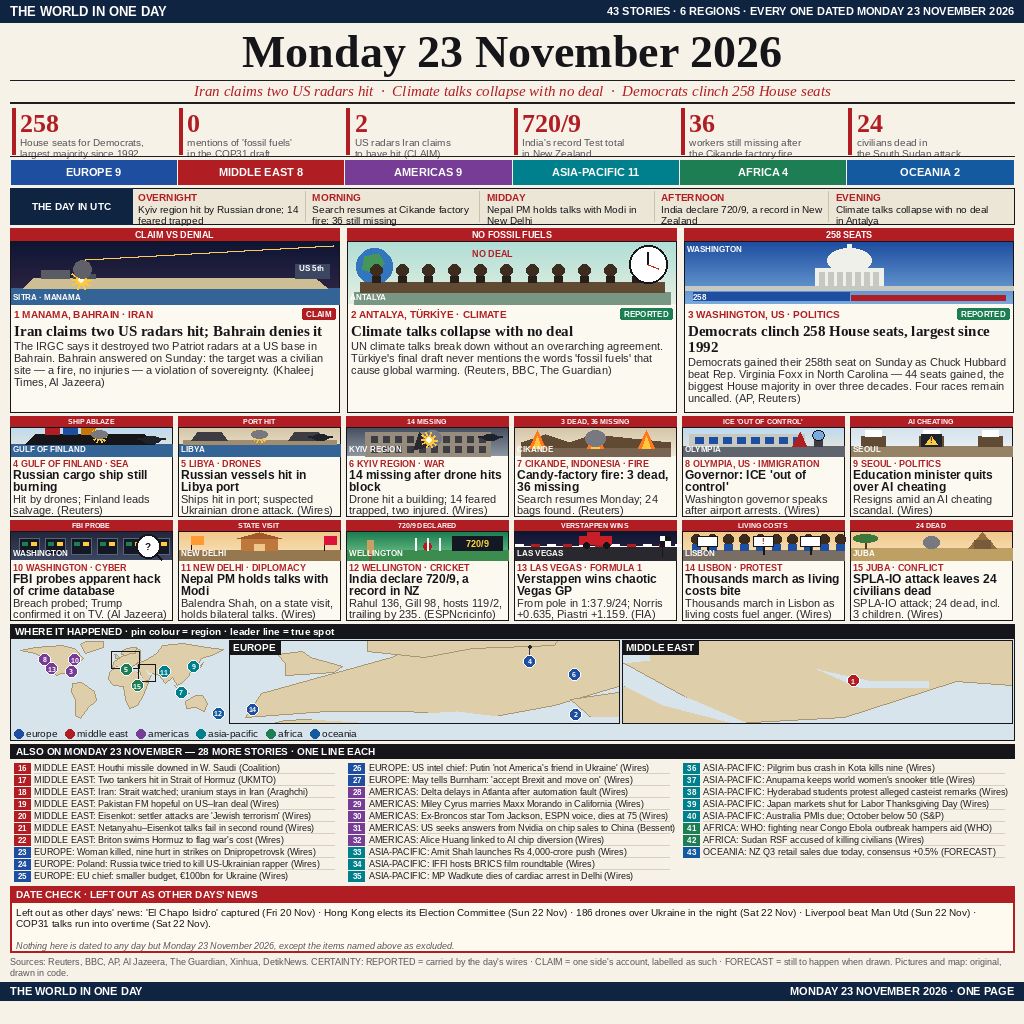 THE WORLD IN ONE DAY
43 STORIES · 6 REGIONS · EVERY ONE DATED MONDAY 23 NOVEMBER 2026
Monday 23 November 2026
Iran claims two US radars hit · Climate talks collapse with no deal · Democrats clinch 258 House seats
258
House seats for Democrats,
largest majority since 1992
0
mentions of 'fossil fuels'
in the COP31 draft
2
US radars Iran claims
to have hit (CLAIM)
720/9
India's record Test total
in New Zealand
36
workers still missing after
the Cikande factory fire
24
civilians dead in
the South Sudan attack
EUROPE 9
MIDDLE EAST 8
AMERICAS 9
ASIA-PACIFIC 11
AFRICA 4
OCEANIA 2
THE DAY IN UTC
OVERNIGHT
Kyiv region hit by Russian drone; 14
feared trapped
MORNING
Search resumes at Cikande factory
fire; 36 still missing
MIDDAY
Nepal PM holds talks with Modi in
New Delhi
AFTERNOON
India declare 720/9, a record in New
Zealand
EVENING
Climate talks collapse with no deal
in Antalya
CLAIM VS DENIAL
US 5th
SITRA · MANAMA
1 MANAMA, BAHRAIN · IRAN
CLAIM
Iran claims two US radars hit; Bahrain denies it
The IRGC says it destroyed two Patriot radars at a US base in
Bahrain. Bahrain answered on Sunday: the target was a civilian
site — a fire, no injuries — a violation of sovereignty. (Khaleej
Times, Al Jazeera)
NO FOSSIL FUELS
NO DEAL
ANTALYA
2 ANTALYA, TÜRKİYE · CLIMATE
REPORTED
Climate talks collapse with no deal
UN climate talks break down without an overarching agreement.
Türkiye's final draft never mentions the words 'fossil fuels' that
cause global warming. (Reuters, BBC, The Guardian)
258 SEATS
WASHINGTON
258
3 WASHINGTON, US · POLITICS
REPORTED
Democrats clinch 258 House seats, largest since
1992
Democrats gained their 258th seat on Sunday as Chuck Hubbard
beat Rep. Virginia Foxx in North Carolina — 44 seats gained, the
biggest House majority in over three decades. Four races remain
uncalled. (AP, Reuters)
SHIP ABLAZE
GULF OF FINLAND
4 GULF OF FINLAND · SEA
Russian cargo ship still
burning
Hit by drones; Finland leads
salvage. (Reuters)
PORT HIT
LIBYA
5 LIBYA · DRONES
Russian vessels hit in
Libya port
Ships hit in port; suspected
Ukrainian drone attack. (Wires)
14 MISSING
KYIV REGION
6 KYIV REGION · WAR
14 missing after drone
hits block
Drone hit a building; 14 feared
trapped, two injured. (Wires)
3 DEAD, 36 MISSING
CIKANDE
7 CIKANDE, INDONESIA · FIRE
Candy-factory fire: 3 dead,
36 missing
Search resumes Monday; 24
bags found. (Reuters)
ICE 'OUT OF CONTROL'
OLYMPIA
8 OLYMPIA, US · IMMIGRATION
Governor: ICE 'out of
control'
Washington governor speaks
after airport arrests. (Wires)
AI CHEATING
SEOUL
9 SEOUL · POLITICS
Education minister quits
over AI cheating
Resigns amid an AI cheating
scandal. (Wires)
FBI PROBE
?
WASHINGTON
10 WASHINGTON · CYBER
FBI probes apparent hack
of crime database
Breach probed; Trump
confirmed it on TV. (Al Jazeera)
STATE VISIT
NEW DELHI
11 NEW DELHI · DIPLOMACY
Nepal PM holds talks with
Modi
Balendra Shah, on a state visit,
holds bilateral talks. (Wires)
720/9 DECLARED
720/9
WELLINGTON
12 WELLINGTON · CRICKET
India declare 720/9, a
record in NZ
Rahul 136, Gill 98, hosts 119/2,
trailing by 235. (ESPNcricinfo)
VERSTAPPEN WINS
LAS VEGAS
13 LAS VEGAS · FORMULA 1
Verstappen wins chaotic
Vegas GP
From pole in 1:37.9/24; Norris
+0.635, Piastri +1.159. (FIA)
LIVING COSTS
LISBON
14 LISBON · PROTEST
Thousands march as living
costs bite
Thousands march in Lisbon as
living costs fuel anger. (Wires)
24 DEAD
JUBA
15 JUBA · CONFLICT
SPLA-IO attack leaves 24
civilians dead
SPLA-IO attack; 24 dead, incl.
3 children. (Wires)
WHERE IT HAPPENED · pin colour = region · leader line = true spot
8
13
10
3
5
15
11
9
7
12
EUROPE
4
6
14
2
MIDDLE EAST
1
europe
middle east
americas
asia-pacific
africa
oceania
ALSO ON MONDAY 23 NOVEMBER — 28 MORE STORIES · ONE LINE EACH
16 MIDDLE EAST: Houthi missile downed in W. Saudi (Coalition)
17 MIDDLE EAST: Two tankers hit in Strait of Hormuz (UKMTO)
18 MIDDLE EAST: Iran: Strait watched; uranium stays in Iran (Araghchi)
19 MIDDLE EAST: Pakistan FM hopeful on US–Iran deal (Wires)
20 MIDDLE EAST: Eisenkot: settler attacks are 'Jewish terrorism' (Wires)
21 MIDDLE EAST: Netanyahu–Eisenkot talks fail in second round (Wires)
22 MIDDLE EAST: Briton swims Hormuz to flag war's cost (Wires)
23 EUROPE: Woman killed, nine hurt in strikes on Dnipropetrovsk (Wires)
24 EUROPE: Poland: Russia twice tried to kill US-Ukrainian rapper (Wires)
25 EUROPE: EU chief: smaller budget, €100bn for Ukraine (Wires)
26 EUROPE: US intel chief: Putin 'not America's friend in Ukraine' (Wires)
27 EUROPE: May tells Burnham: 'accept Brexit and move on' (Wires)
28 AMERICAS: Delta delays in Atlanta after automation fault (Wires)
29 AMERICAS: Miley Cyrus marries Maxx Morando in California (Wires)
30 AMERICAS: Ex-Broncos star Tom Jackson, ESPN voice, dies at 75 (Wires)
31 AMERICAS: US seeks answers from Nvidia on chip sales to China (Bessent)
32 AMERICAS: Alice Huang linked to AI chip diversion (Wires)
33 ASIA-PACIFIC: Amit Shah launches Rs 4,000-crore push (Wires)
34 ASIA-PACIFIC: IFFI hosts BRICS film roundtable (Wires)
35 ASIA-PACIFIC: MP Wadkute dies of cardiac arrest in Delhi (Wires)
36 ASIA-PACIFIC: Pilgrim bus crash in Kota kills nine (Wires)
37 ASIA-PACIFIC: Anupama keeps world women's snooker title (Wires)
38 ASIA-PACIFIC: Hyderabad students protest alleged casteist remarks (Wires)
39 ASIA-PACIFIC: Japan markets shut for Labor Thanksgiving Day (Wires)
40 ASIA-PACIFIC: Australia PMIs due; October below 50 (S&P)
41 AFRICA: WHO: fighting near Congo Ebola outbreak hampers aid (WHO)
42 AFRICA: Sudan RSF accused of killing civilians (Wires)
43 OCEANIA: NZ Q3 retail sales due today, consensus +0.5% (FORECAST)
DATE CHECK · LEFT OUT AS OTHER DAYS' NEWS
Left out as other days' news: 'El Chapo Isidro' captured (Fri 20 Nov) · Hong Kong elects its Election Committee (Sun 22 Nov) · 186 drones over Ukraine in the night (Sat 22 Nov) · Liverpool beat Man Utd (Sun 22 Nov) ·
COP31 talks run into overtime (Sat 22 Nov).
Nothing here is dated to any day but Monday 23 November 2026, except the items named above as excluded.
Sources: Reuters, BBC, AP, Al Jazeera, The Guardian, Xinhua, DetikNews. CERTAINTY: REPORTED = carried by the day's wires · CLAIM = one side's account, labelled as such · FORECAST = still to happen when drawn. Pictures and map: original,
drawn in code.
THE WORLD IN ONE DAY
MONDAY 23 NOVEMBER 2026 · ONE PAGE